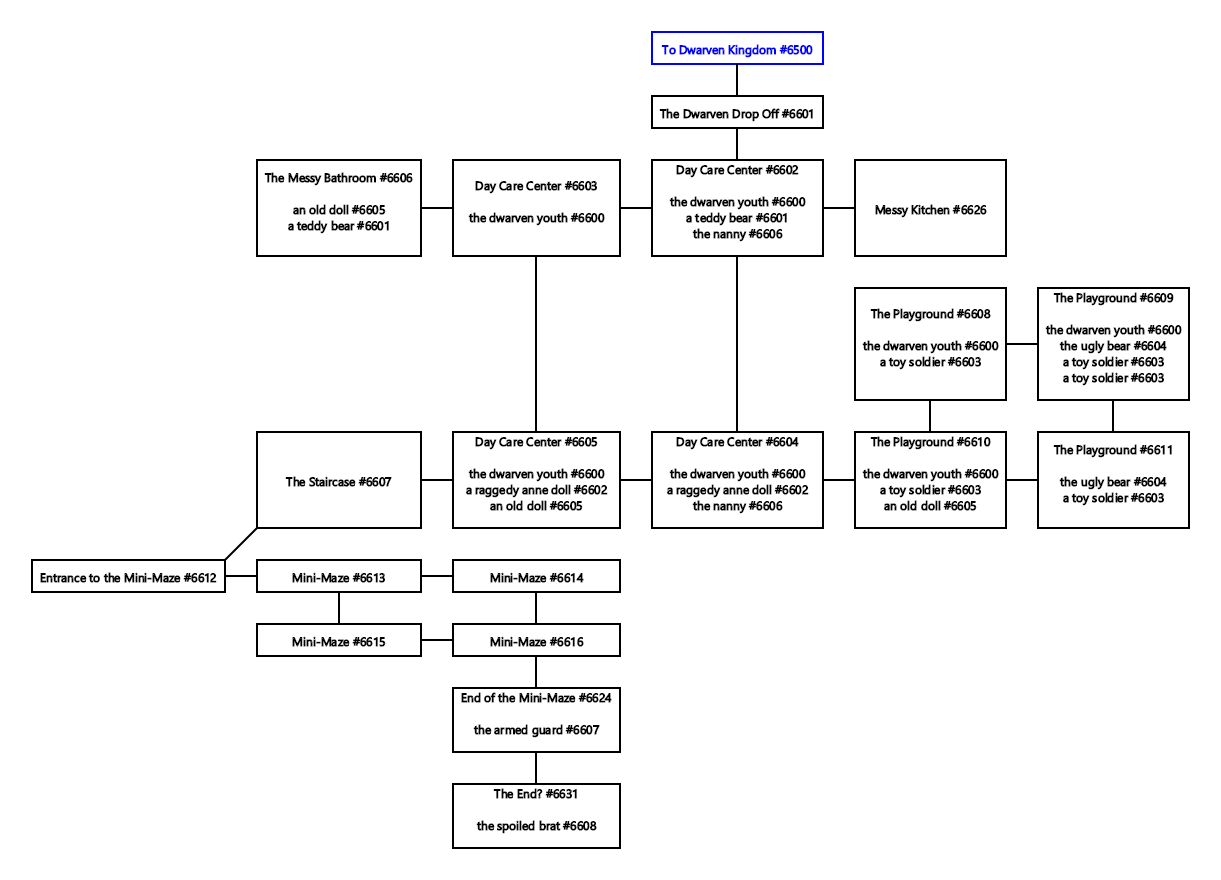 To Dwarven Kingdom #6500
The Dwarven Drop Off #6601
The Messy Bathroom #6606
an old doll #6605
a teddy bear #6601
Day Care Center #6603
the dwarven youth #6600
Day Care Center #6602
the dwarven youth #6600
a teddy bear #6601
the nanny #6606
Messy Kitchen #6626
The Playground #6608
the dwarven youth #6600
a toy soldier #6603
The Playground #6609
the dwarven youth #6600
the ugly bear #6604
a toy soldier #6603
a toy soldier #6603
The Staircase #6607
Day Care Center #6605
the dwarven youth #6600
a raggedy anne doll #6602
an old doll #6605
Day Care Center #6604
the dwarven youth #6600
a raggedy anne doll #6602
the nanny #6606
The Playground #6610
the dwarven youth #6600
a toy soldier #6603
an old doll #6605
The Playground #6611
the ugly bear #6604
a toy soldier #6603
Entrance to the Mini-Maze #6612
Mini-Maze #6613
Mini-Maze #6614
Mini-Maze #6615
Mini-Maze #6616
End of the Mini-Maze #6624
the armed guard #6607
The End? #6631
the spoiled brat #6608